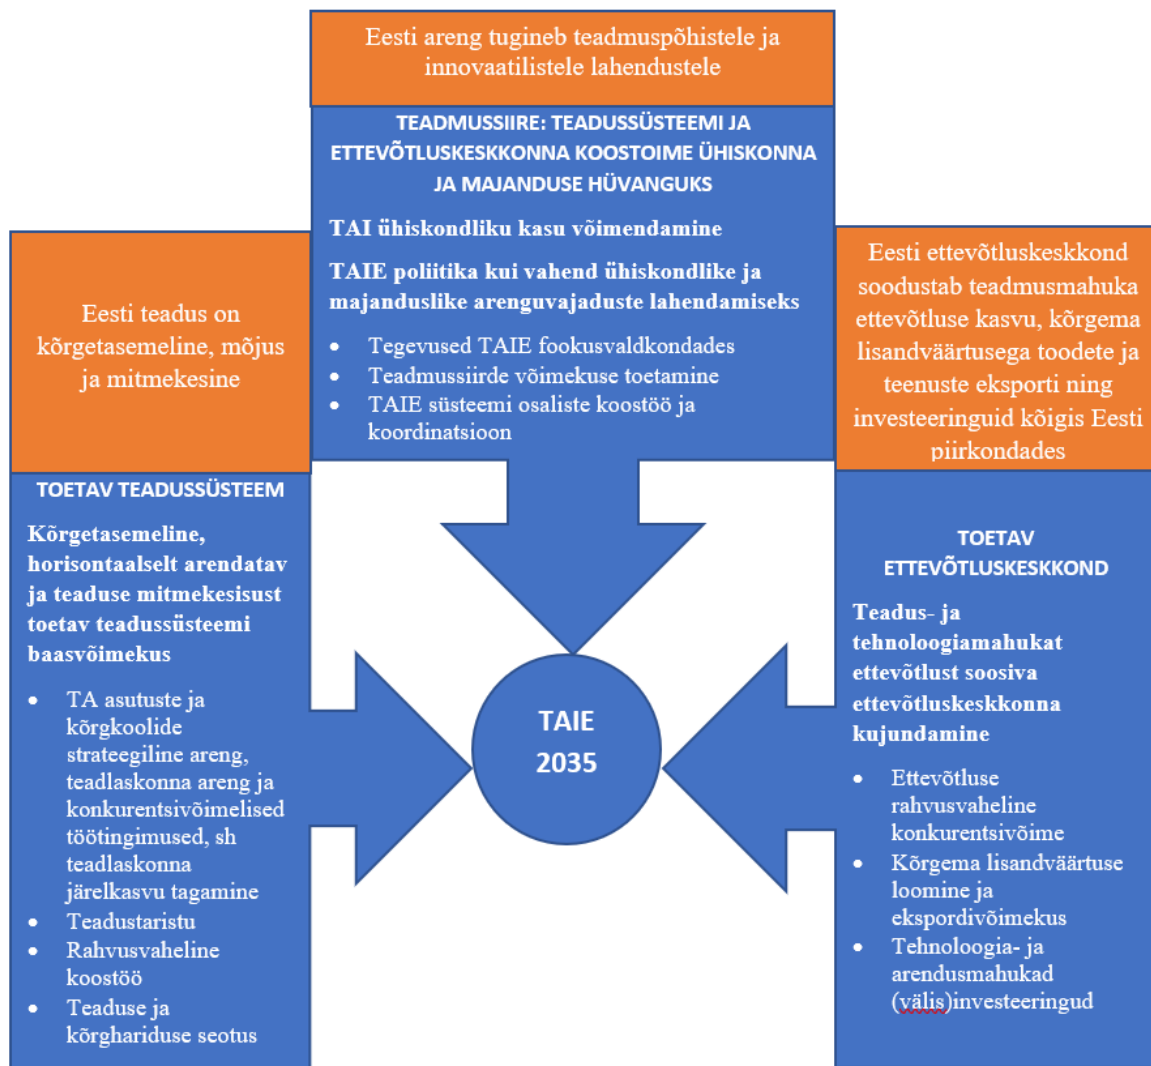 Eesti areng tugineb teadmuspõhistele ja
innovaatilistele lahendustele
TEADMUSSIIRE: TEADUSSÜSTEEMI JA
ETTEVÕTLUSKESKKONNA KOOSTOIME ÜHISKONNA
JA MAJANDUSE HÜVANGUKS
TAI ühiskondliku kasu võimendamine
TAIE poliitika kui vahend ühiskondlike ja
majanduslike arenguvajaduste lahendamiseks
• Tegevused TAIE fookusvaldkondades
• Teadmussiirde võimekuse toetamine
• TAIE süsteemi osaliste koostöö ja
koordinatsioon
Eesti teadus on
kõrgetasemeline, mõjus
ja mitmekesine
TOETAV TEADUSSÜSTEEM
Kõrgetasemeline,
horisontaalselt arendatav
ja teaduse mitmekesisust
toetav teadussüsteemi
baasvõimekus
• TA asutuste ja
kõrgkoolide
strateegiline areng,
teadlaskonna areng ja
konkurentsivõimelised
töötingimused, sh
teadlaskonna
järelkasvu tagamine
• Teadustaristu
• Rahvusvaheline
koostöö
• Teaduse ja
kõrghariduse seotus
TAIE
2035
Eesti ettevõtluskeskkond
soodustab teadmusmahuka
ettevõtluse kasvu, kõrgema
lisandväärtusega toodete ja
teenuste eksporti ning
investeeringuid kõigis Eesti
piirkondades
TOETAV
ETTEVÕTLUSKESKKOND
Teadus- ja
tehnoloogiamahukat
ettevõtlust soosiva
ettevõtluskeskkonna
kujundamine
• Ettevõtluse
rahvusvaheline
konkurentsivõime
• Kõrgema lisandväärtuse
loomine ja
ekspordivõimekus
• Tehnoloogia- ja
arendusmahukad
(välis)investeeringud